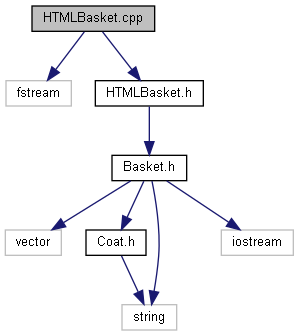 HTMLBasket.cpp
fstream
HTMLBasket.h
Basket.h
vector
Coat.h
iostream
string